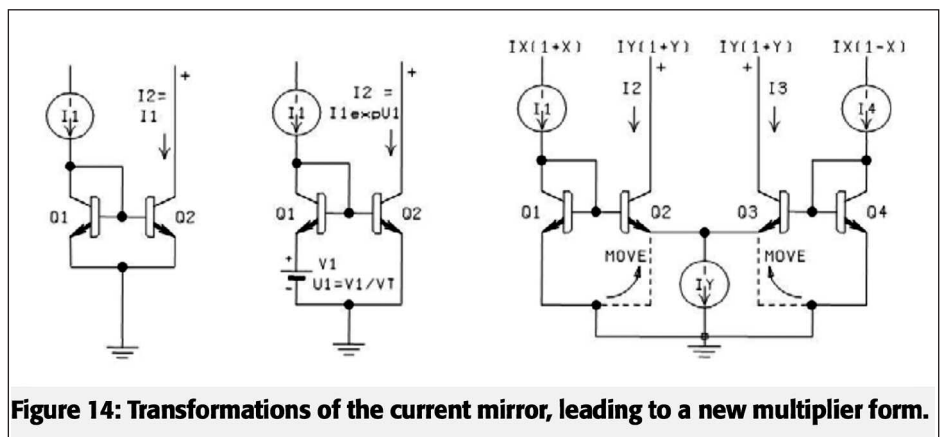 IX(1+X) IY(1+Y) IY(1+Y) IX(1-X)
+ + + +
I1 I2= I1
I1 I2 = I1expU1
I1 I2 I3 I4
Q1 Q2 Q1 Q2 Q1 Q2 Q3 Q4
+ V1
- U1=V1/VT
MOVE IY MOVE
Figure 14: Transformations of the current mirror, leading to a new multiplier form.